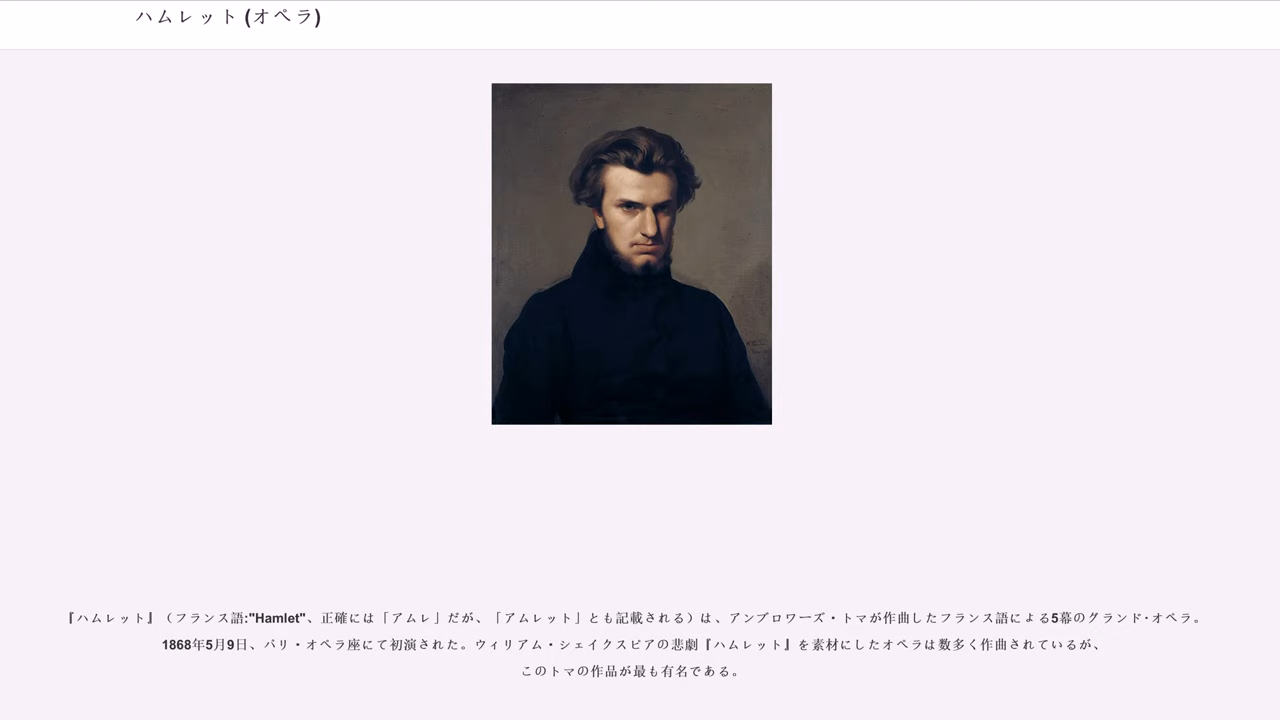 ハムレット (オペラ)
『ハムレット』（フランス語:"Hamlet"、正確には「アムレ」だが、「アムレット」とも記載される）は、アンブロワーズ・トマが作曲したフランス語による5幕のグランド・オペラ。
1868年5月9日、パリ・オペラ座にて初演された。ウィリアム・シェイクスピアの悲劇『ハムレット』を素材にしたオペラは数多く作曲されているが、
このトマの作品が最も有名である。